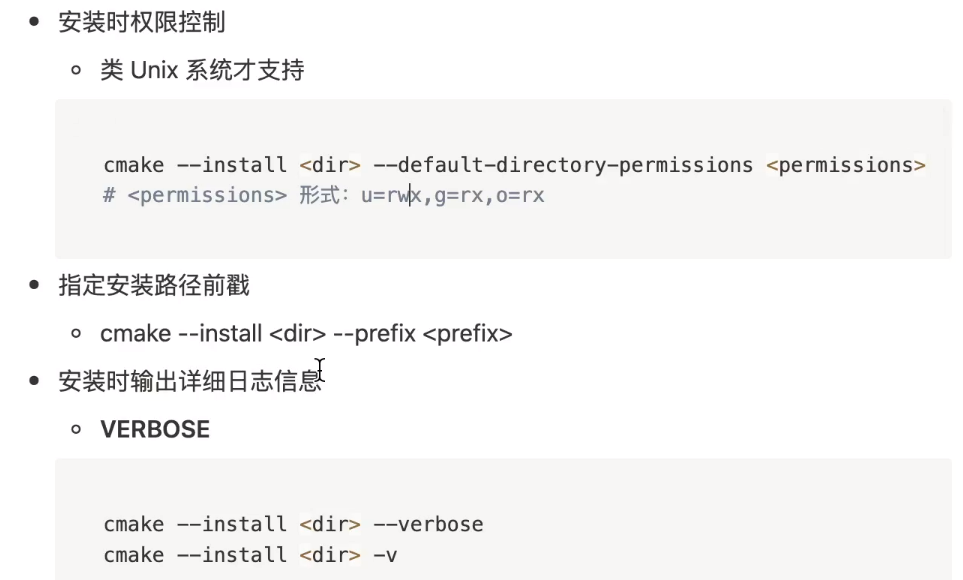 安装时权限控制
类 Unix 系统才支持
cmake --install <dir> --default-directory-permissions <permissions>
# <permissions> 形式：u=rwx,g=rx,o=rx
指定安装路径前戳
cmake --install <dir> --prefix <prefix>
安装时输出详细日志信息
VERBOSE
cmake --install <dir> --verbose
cmake --install <dir> -v